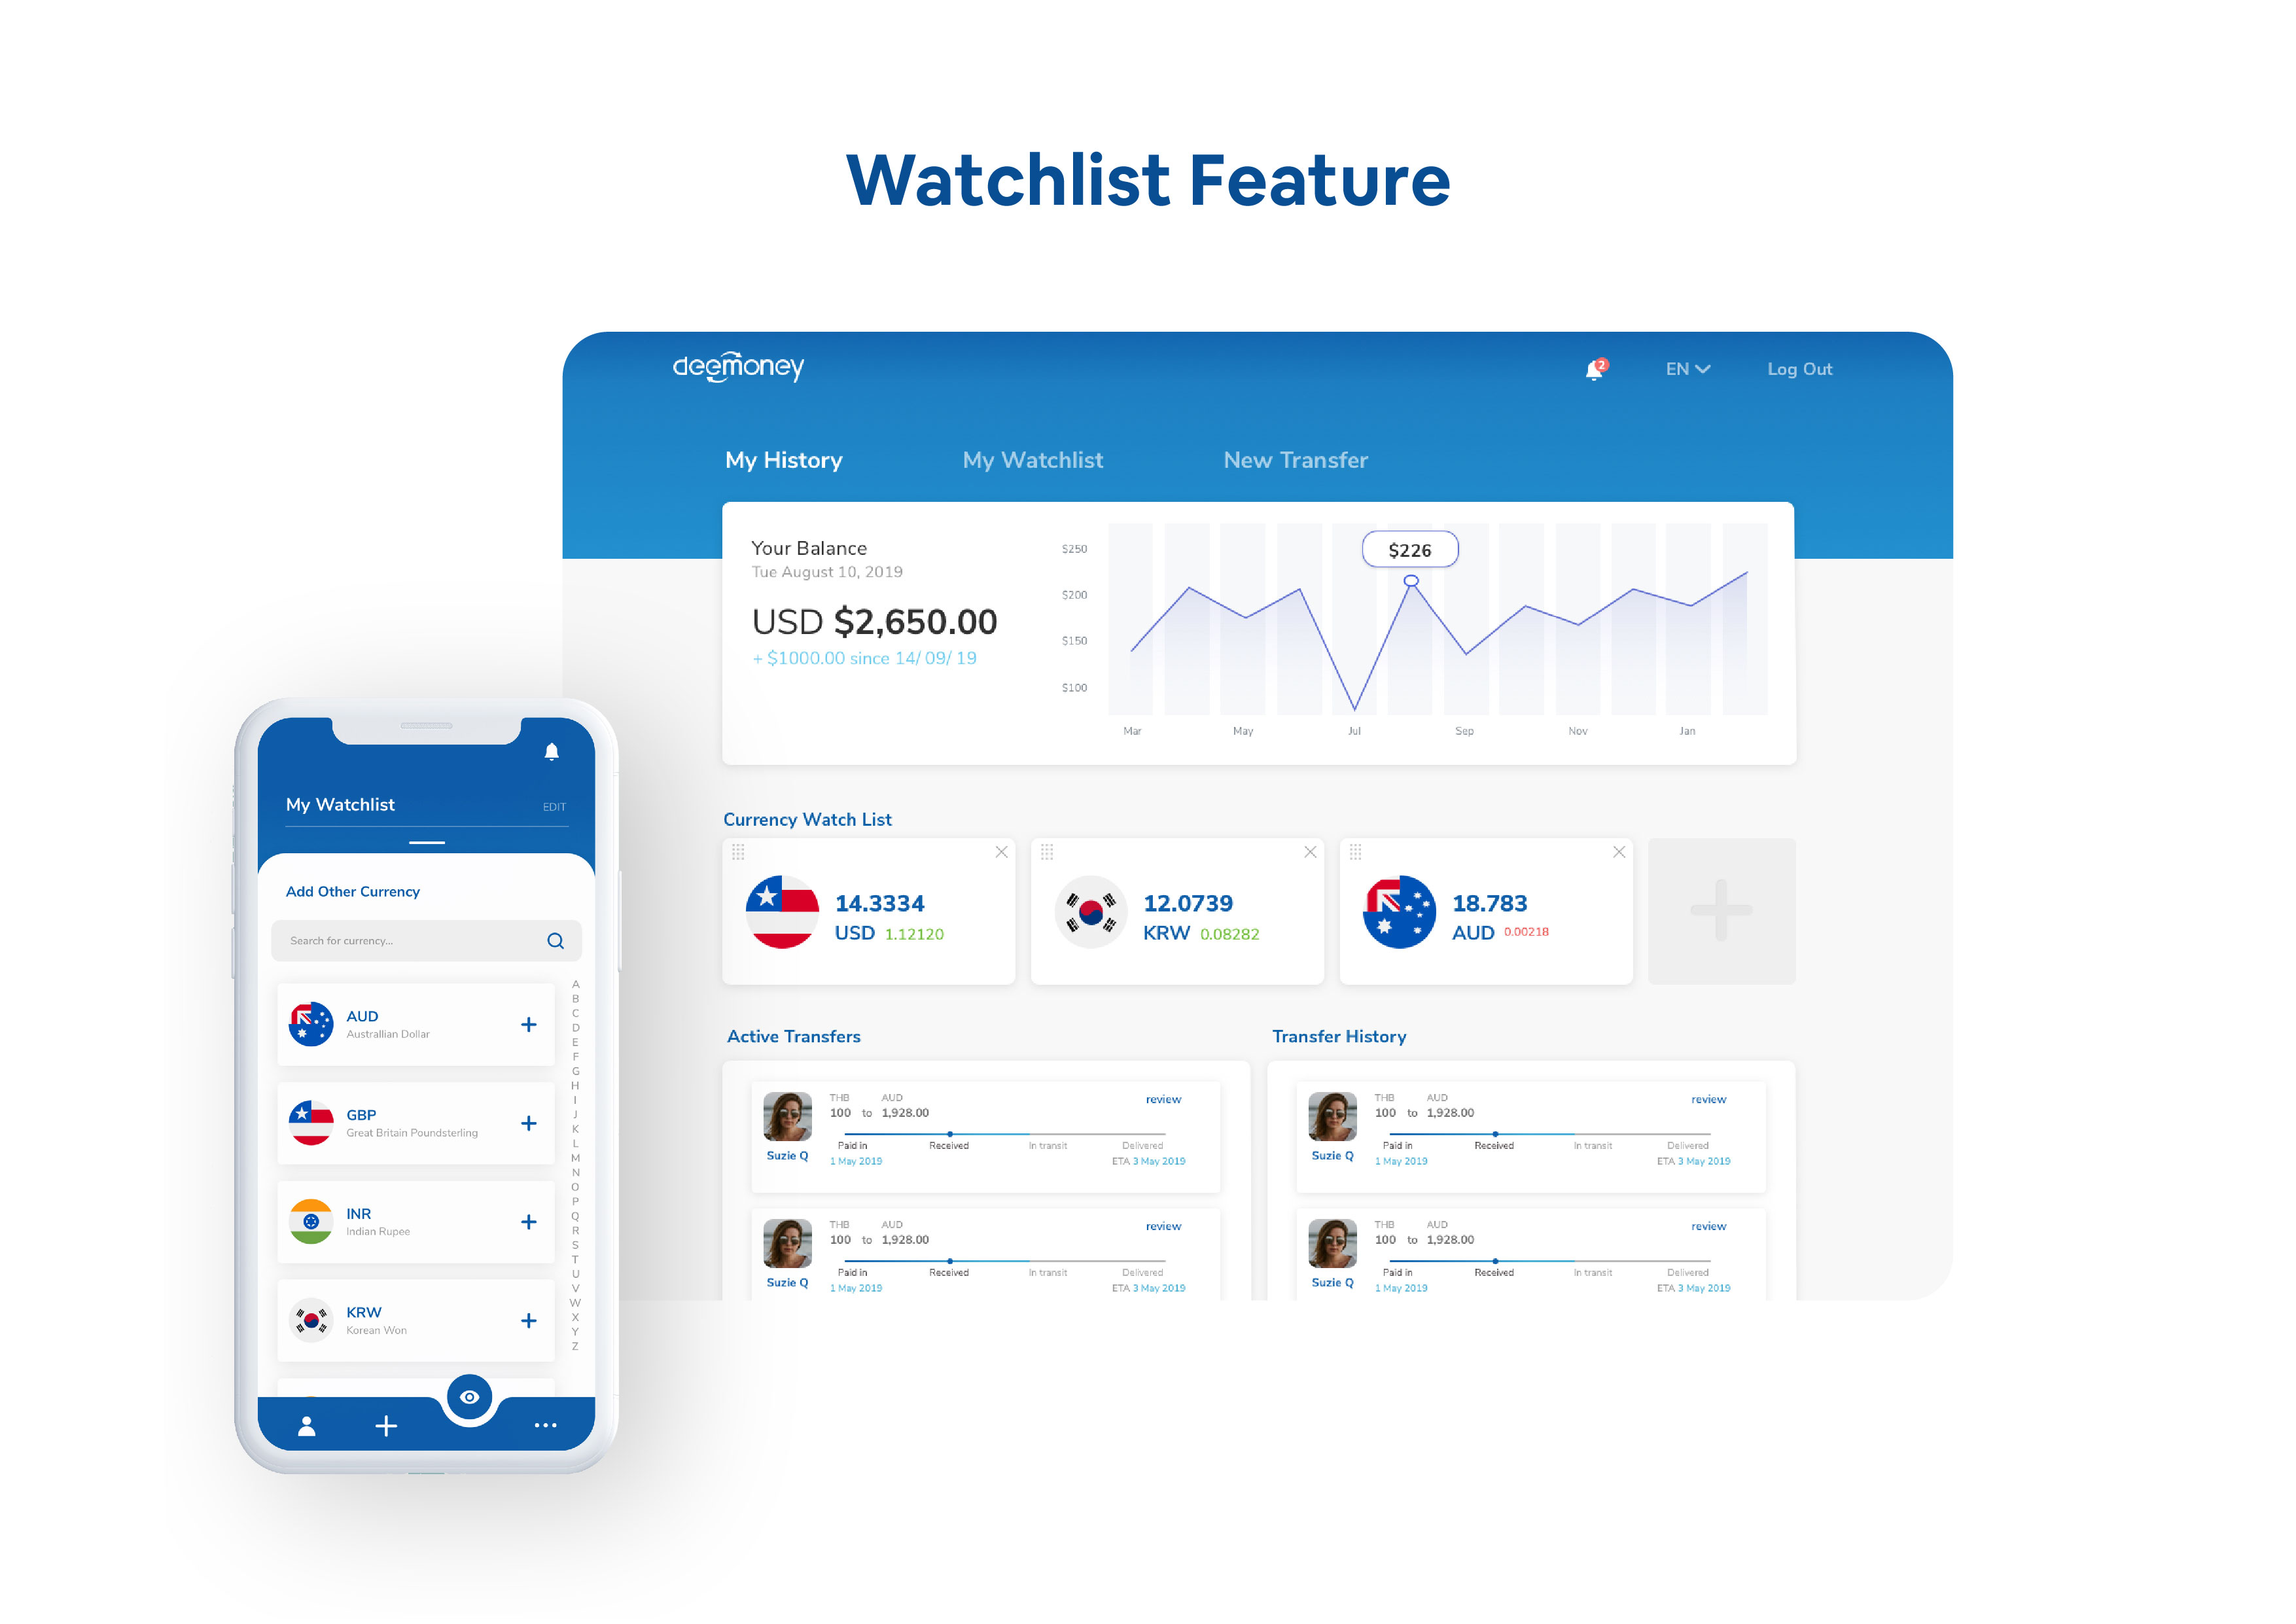 Watchlist Feature
deemoney
2
EN
Log Out
My History
My Watchlist
New Transfer
Your Balance
Tue August 10, 2019
USD $2,650.00
+ $1000.00 since 14/ 09/ 19
$250
$200
$150
$100
$226
Mar
May
Jul
Sep
Nov
Jan
Currency Watch List
14.3334
USD 1.12120
12.0739
KRW 0.08282
18.783
AUD 0.00218
Active Transfers
THB AUD
100 to 1,928.00
review
Suzie Q
Paid in
Received
In transit
Delivered
1 May 2019
ETA 3 May 2019
THB AUD
100 to 1,928.00
review
Suzie Q
Paid in
Received
In transit
Delivered
1 May 2019
ETA 3 May 2019
Transfer History
THB AUD
100 to 1,928.00
review
Suzie Q
Paid in
Received
In transit
Delivered
1 May 2019
ETA 3 May 2019
THB AUD
100 to 1,928.00
review
Suzie Q
Paid in
Received
In transit
Delivered
1 May 2019
ETA 3 May 2019
My Watchlist
EDIT
Add Other Currency
Search for currency...
AUD
Australlian Dollar
GBP
Great Britain Poundsterling
INR
Indian Rupee
KRW
Korean Won
A
B
C
D
E
F
G
H
I
J
K
L
M
N
O
P
Q
R
S
T
U
V
W
X
Y
Z